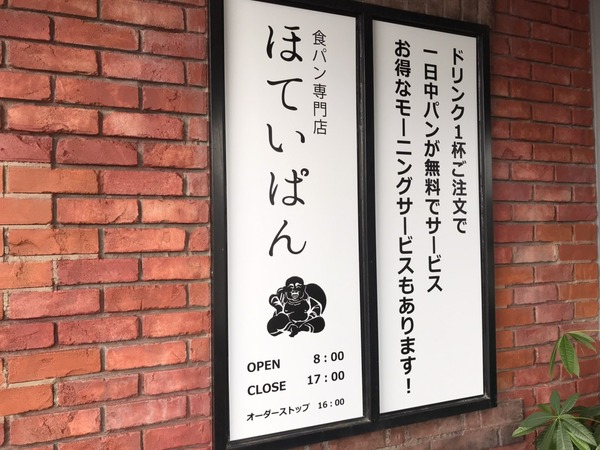 ドリンク1杯ご注文で
一日中パンが無料でサービス
お得なモーニングサービスもあります!
食パン専門店
ほてぃぱん
OPEN 8:00
CLOSE 17:00
オーダーストップ 16:00